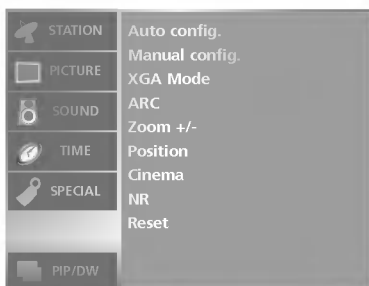 STATION
PICTURE
SOUND
TIME
SPECIAL
PIP/DW
Auto config.
Manual config.
XGA Mode
ARC
Zoom +/-
Position
Cinema
NR
Reset